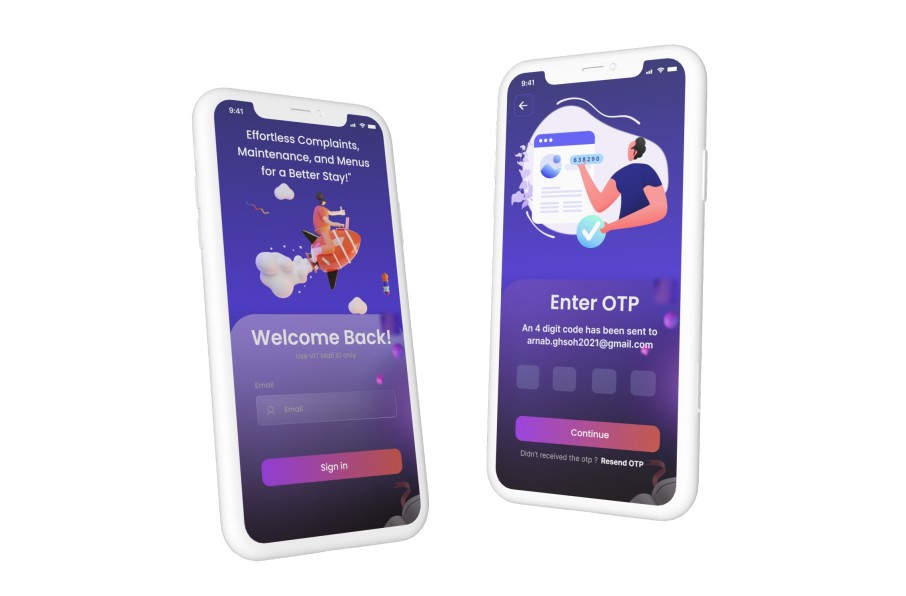 9:41
Effortless Complaints,
Maintenance, and Menus
for a Better Stay!"
Welcome Back!
Use VIT Mail ID only
Email
Email
Sign in
9:41
638280
Enter OTP
An 4 digit code has been sent to
arnab.ghsoh2021@gmail.com
Continue
Didn't received the otp ? Resend OTP